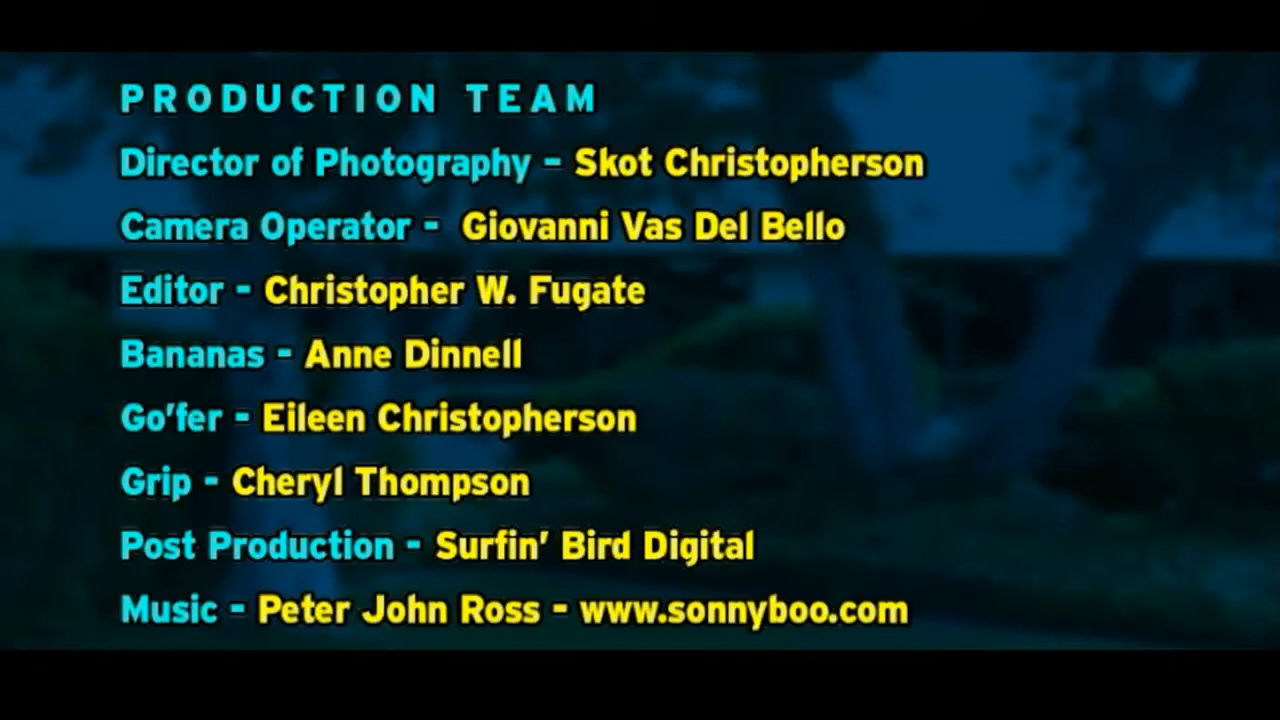 PRODUCTION TEAM
Director of Photography - Skot Christopherson
Camera Operator - Giovanni Vas Del Bello
Editor - Christopher W. Fugate
Bananas - Anne Dinnell
Go'fer - Eileen Christopherson
Grip - Cheryl Thompson
Post Production - Surfin' Bird Digital
Music - Peter John Ross - www.sonnyboo.com